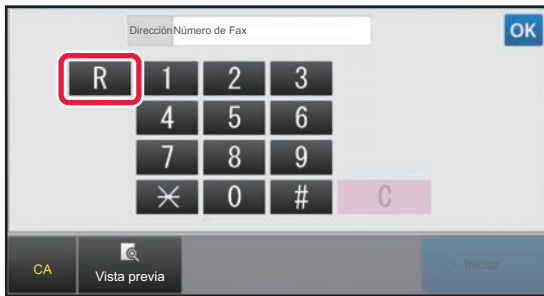 Dirección Número de Fax
OK
R 1 2 3
4 5 6
7 8 9
* 0 # C
CA
Vista previa
Iniciar